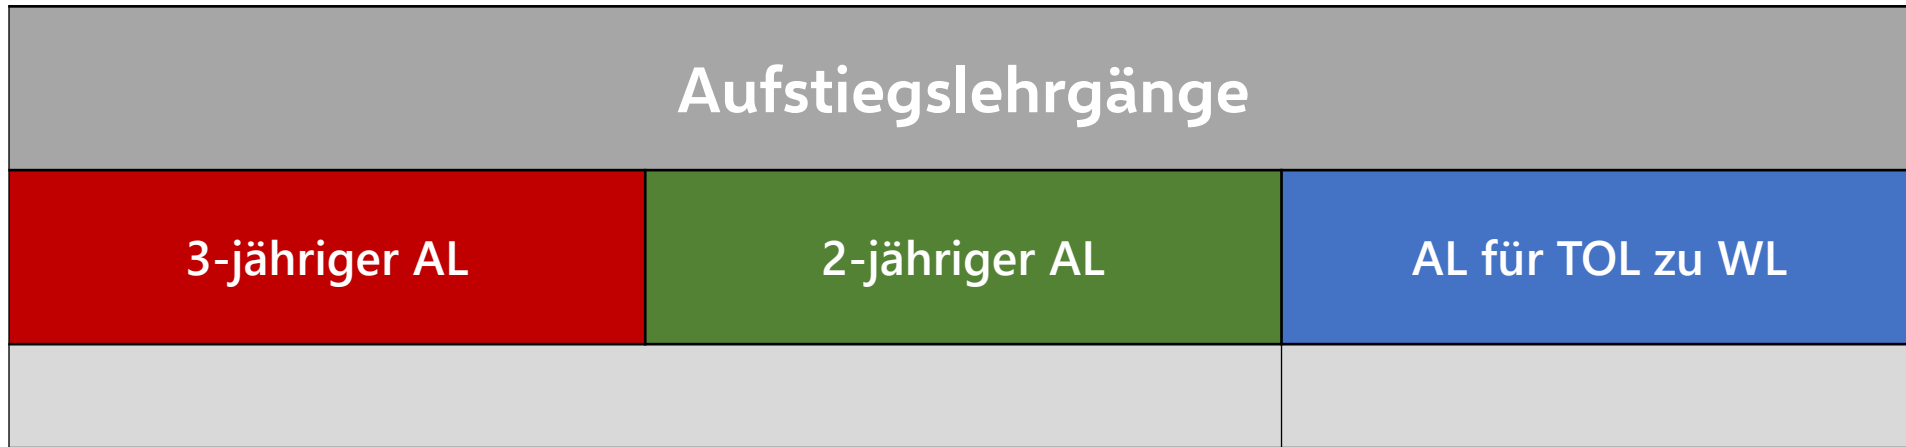 Aufstiegslehrgänge
3-jähriger AL
2-jähriger AL
AL für TOL zu WL